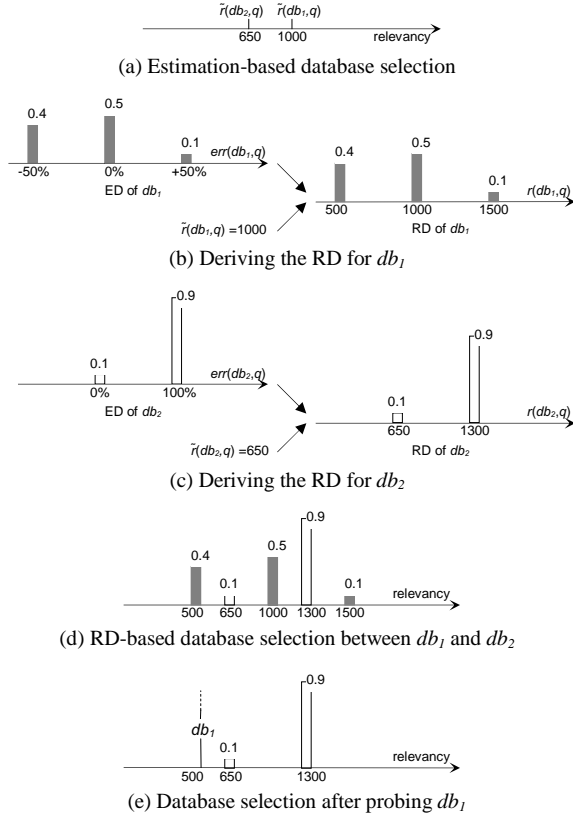 r̃(db₂,q) r̃(db₁,q)
650 1000 relevancy
(a) Estimation-based database selection
0.4 0.5 0.1 err(db₁,q)
-50% 0% +50%
ED of db₁
0.4 0.5 0.1 r(db₁,q)
500 1000 1500
r̃(db₁,q) =1000
RD of db₁
(b) Deriving the RD for db₁
0.9
0.1 err(db₂,q)
0% 100%
ED of db₂
0.9
0.1 r(db₂,q)
650 1300
r̃(db₂,q) =650
RD of db₂
(c) Deriving the RD for db₂
0.9
0.4 0.5
0.1 0.1 relevancy
500 650 1000 1300 1500
(d) RD-based database selection between db₁ and db₂
0.9
db₁
0.1 relevancy
500 650 1300
(e) Database selection after probing db₁